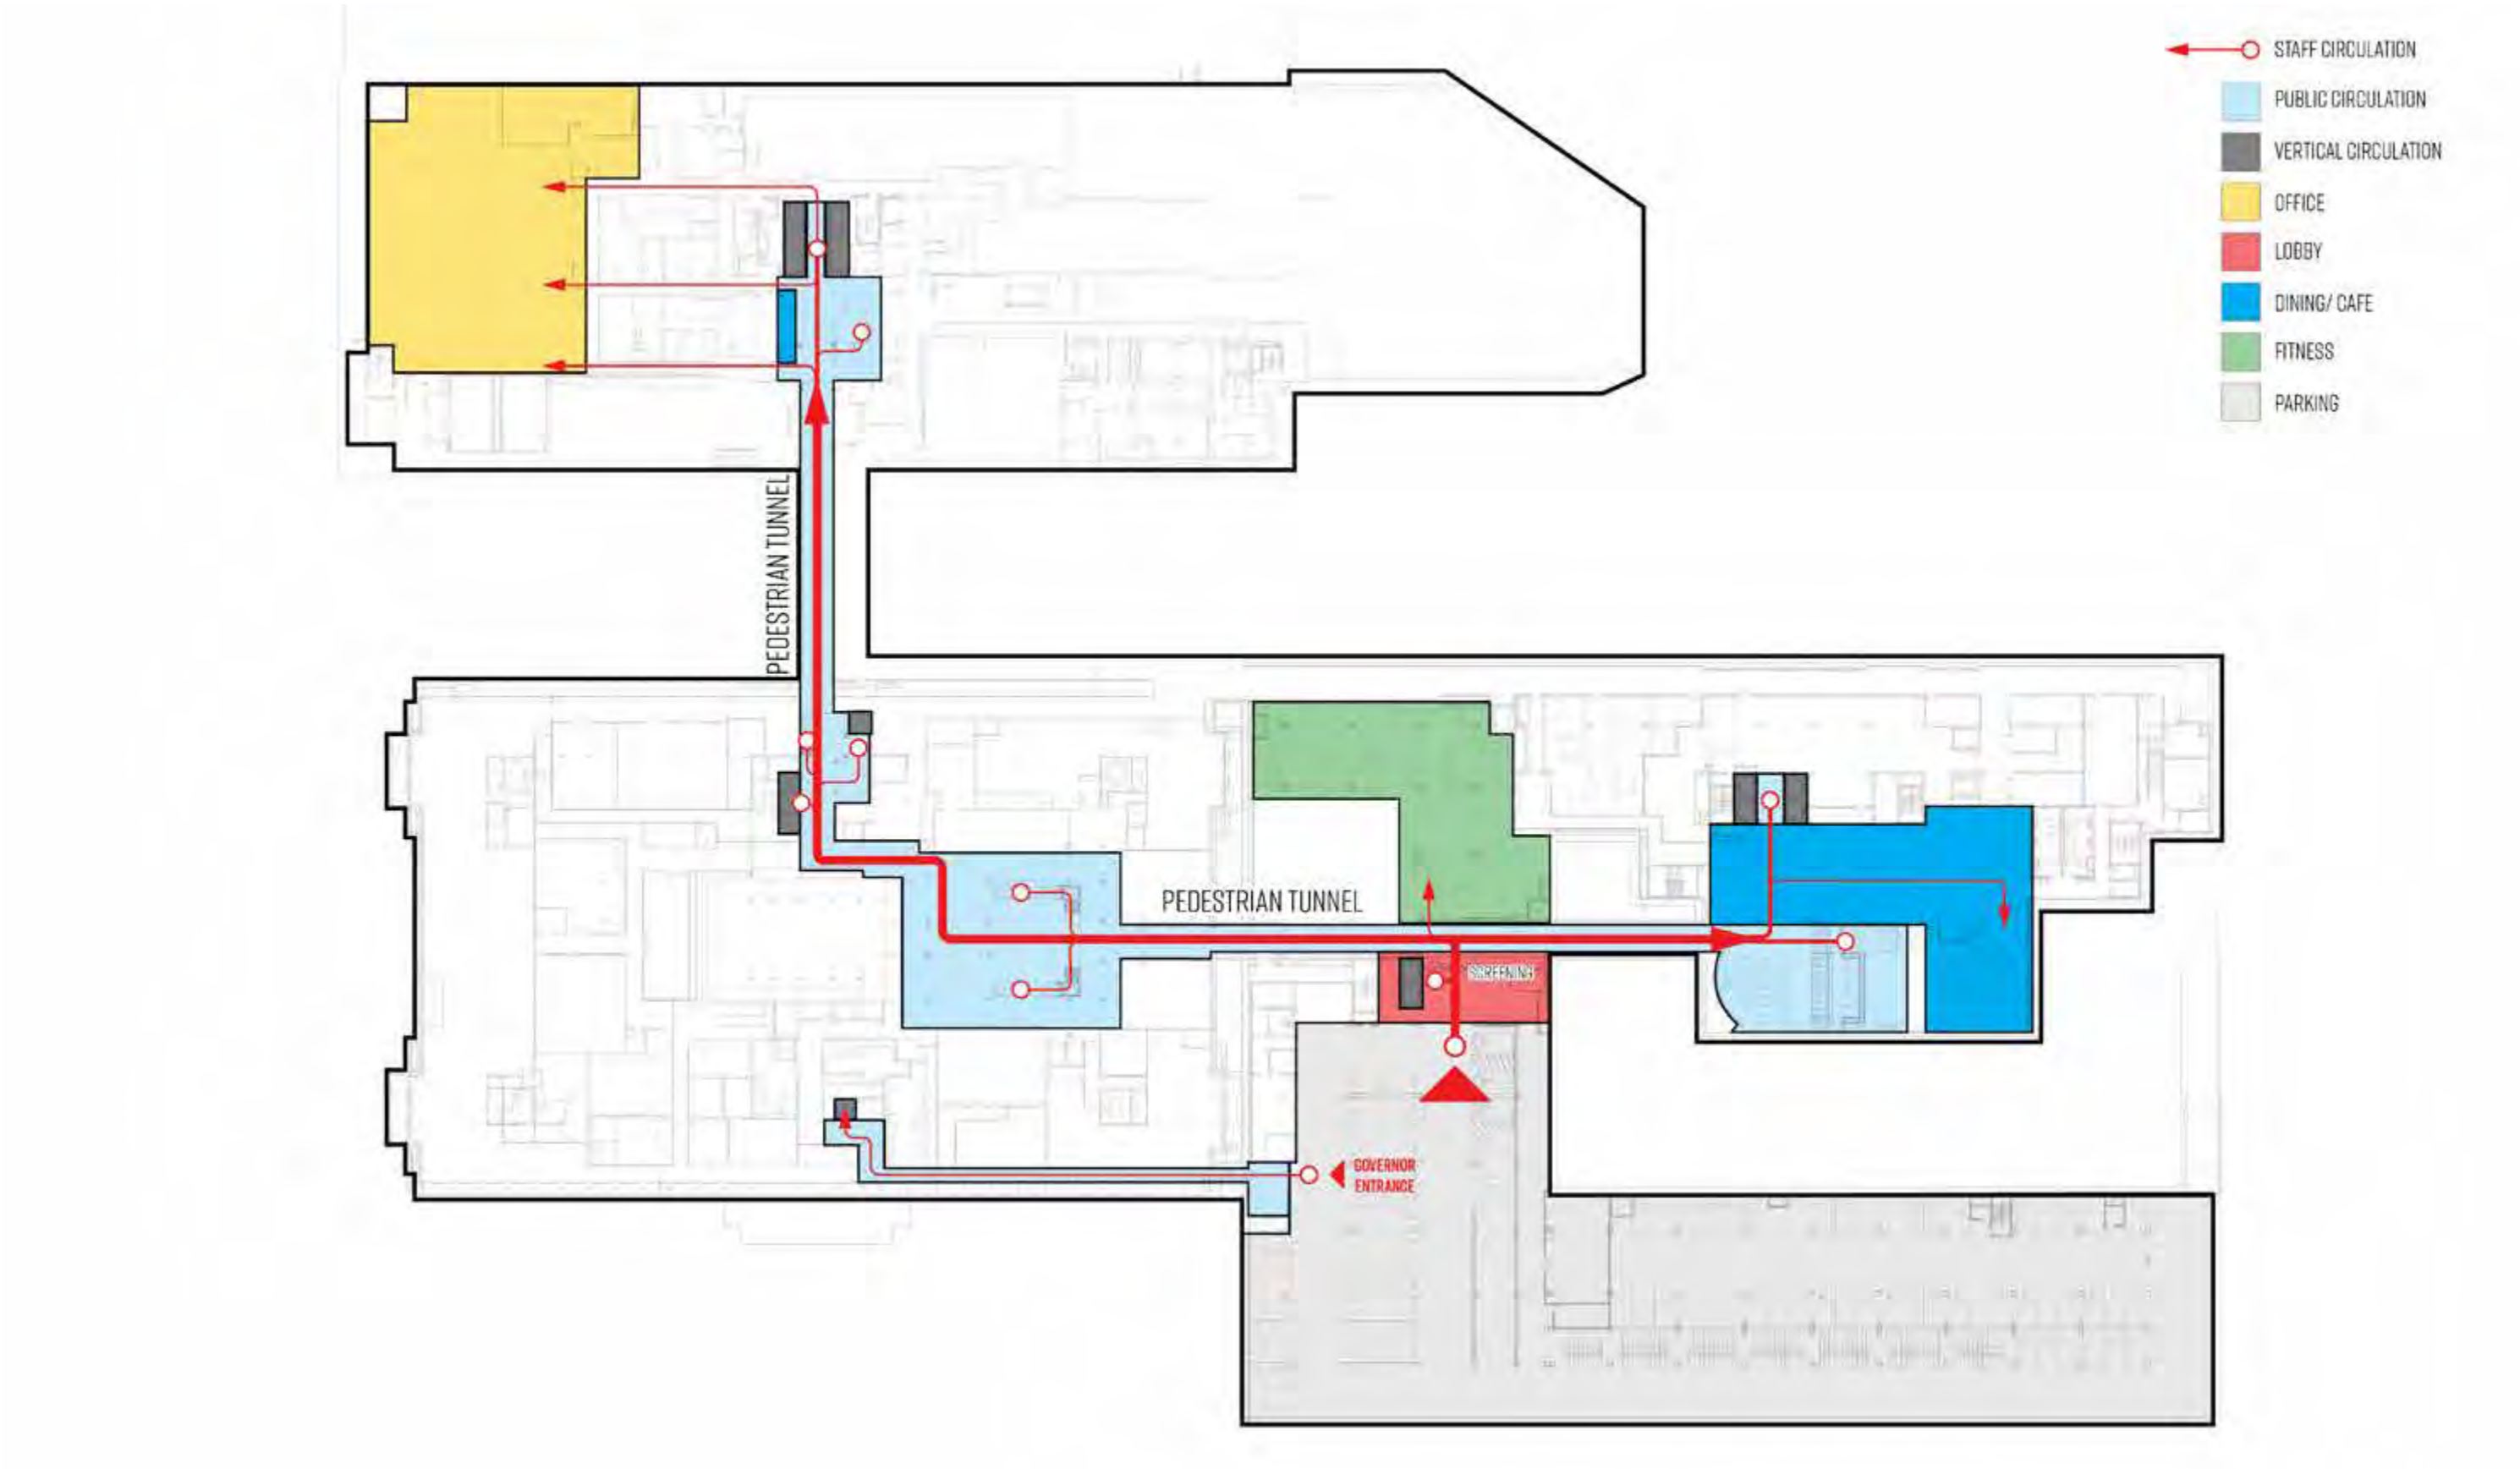 STAFF CIRCULATION
PUBLIC CIRCULATION
VERTICAL CIRCULATION
OFFICE
LOBBY
DINING/ CAFE
FITNESS
PARKING
PEDESTRIAN TUNNEL
PEDESTRIAN TUNNEL
SCREENING
GOVERNOR
ENTRANCE